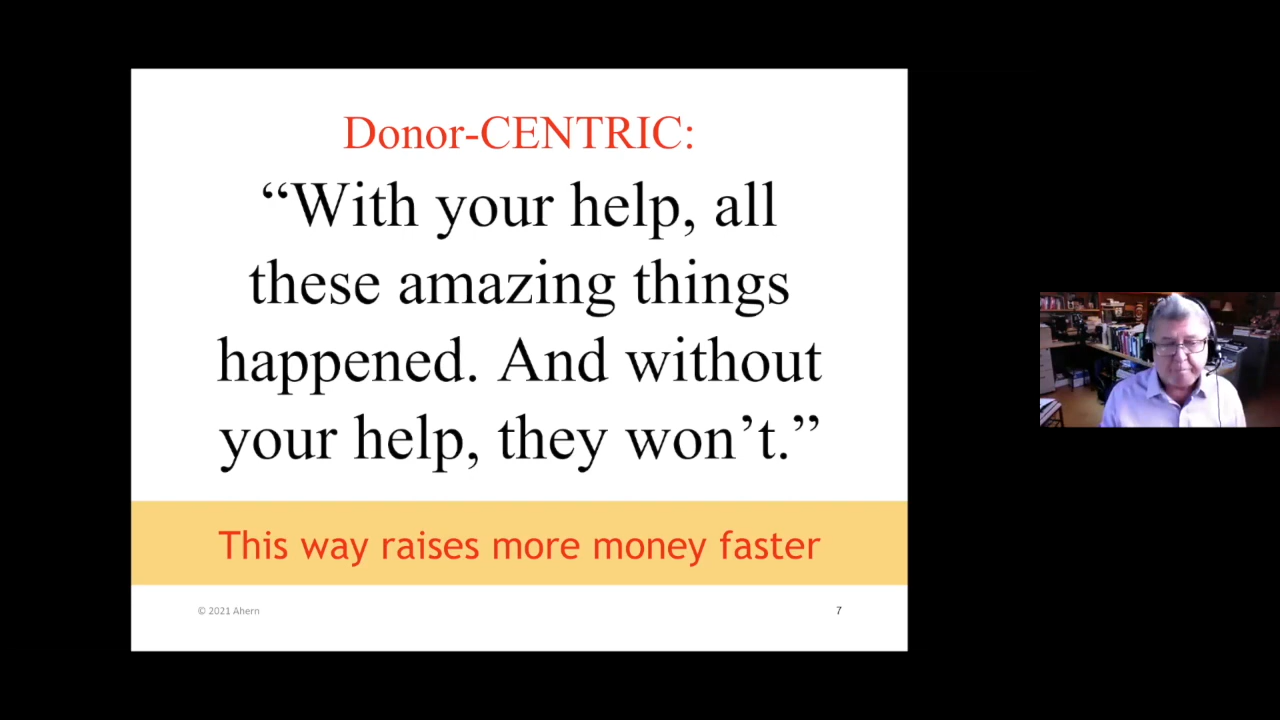 Donor-CENTRIC:
“With your help, all
these amazing things
happened. And without
your help, they won’t.”
This way raises more money faster
© 2021 Ahern
7